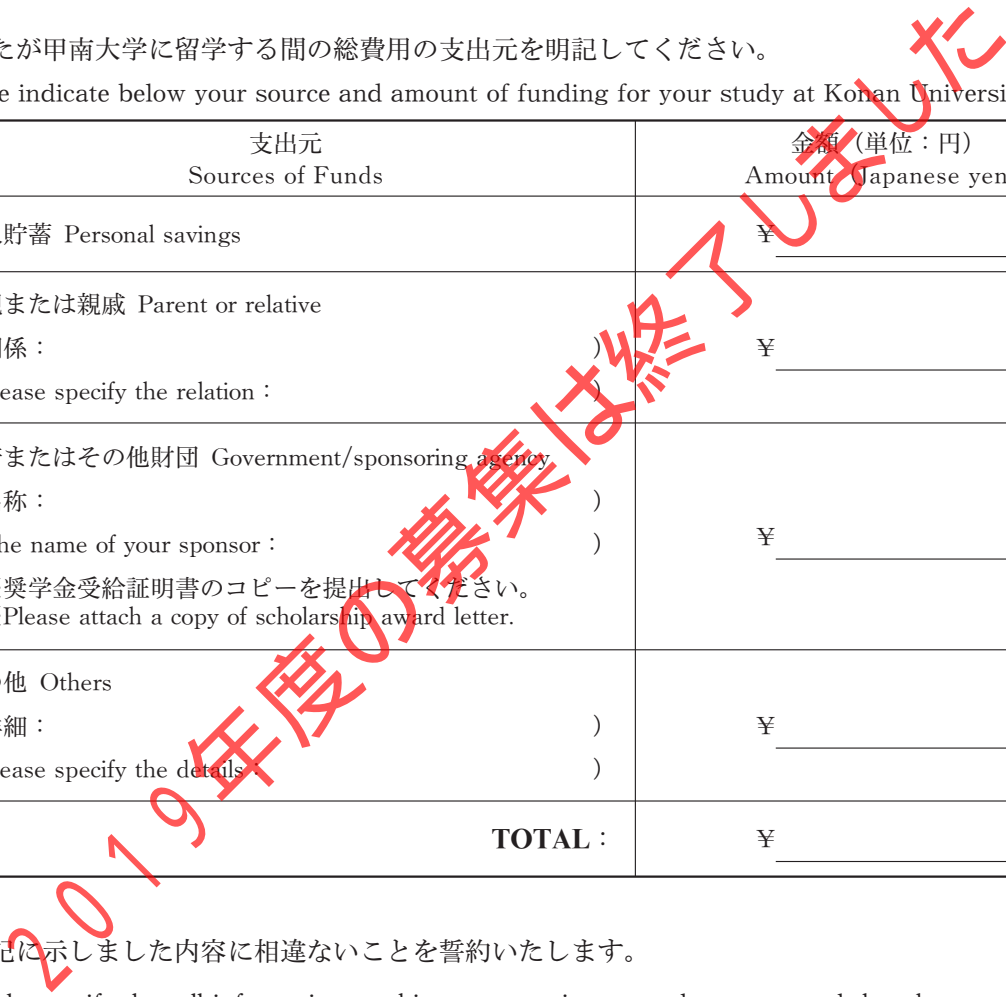 たが甲南大学に留学する間の総費用の支出元を明記してください。
e indicate below your source and amount of funding for your study at Konan Universi
支出元
Sources of Funds
金額（単位：円）
Amount (Japanese yen
貯蓄 Personal savings
¥
または親戚 Parent or relative
係： )
ease specify the relation： )
¥
またはその他財団 Government/sponsoring agency
称： )
he name of your sponsor： )
奨学金受給証明書のコピーを提出してください。
Please attach a copy of scholarship award letter.
¥
他 Others
細： )
ease specify the details： )
¥
TOTAL：
¥
記に示しました内容に相違ないことを誓約いたします。
2019年度の募集は終了しました